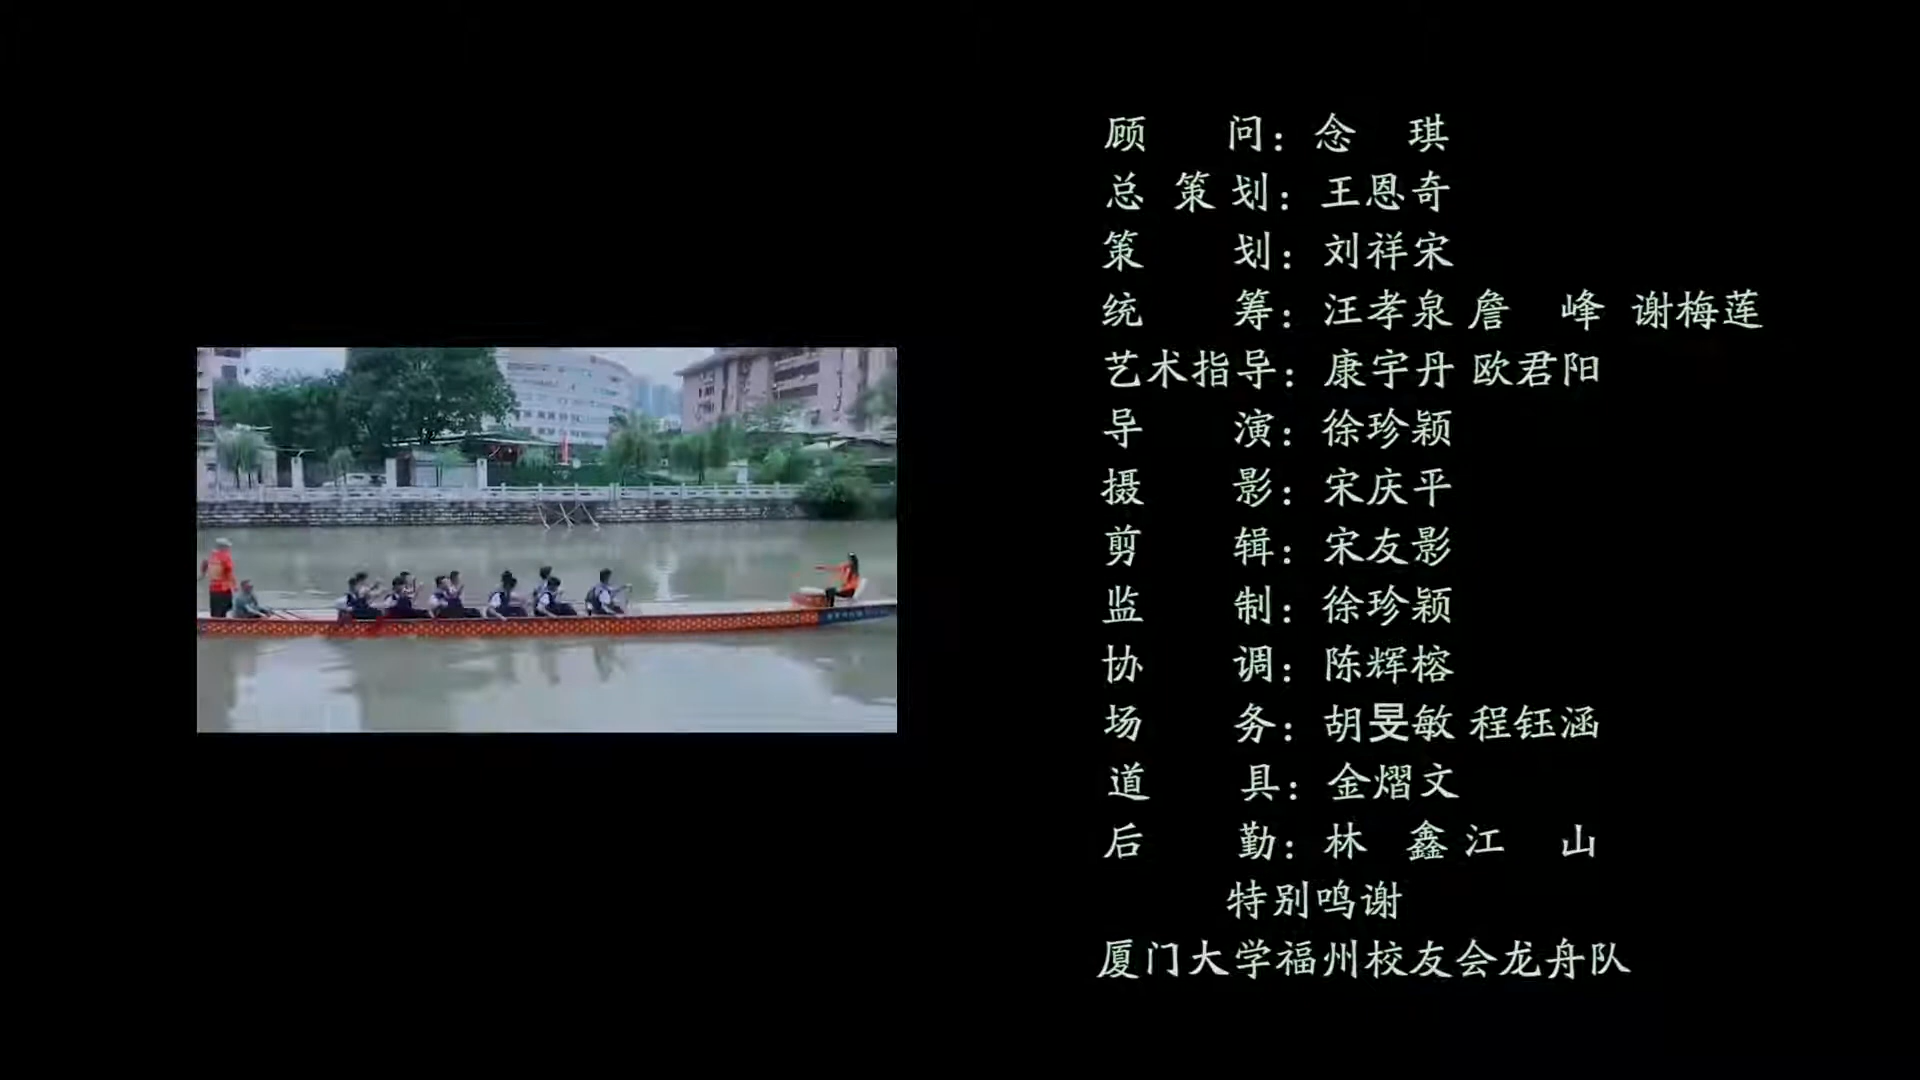 顾 问：念 琪
总 策 划：王恩奇
策 划：刘祥宋
统 筹：汪孝泉 詹 峰 谢梅莲
艺术指导：康宇丹 欧君阳
导 演：徐珍颖
摄 影：宋庆平
剪 辑：宋友影
监 制：徐珍颖
协 调：陈辉榕
场 务：胡旻敏 程钰涵
道 具：金熠文
后 勤：林 鑫 江 山
特别鸣谢
厦门大学福州校友会龙舟队